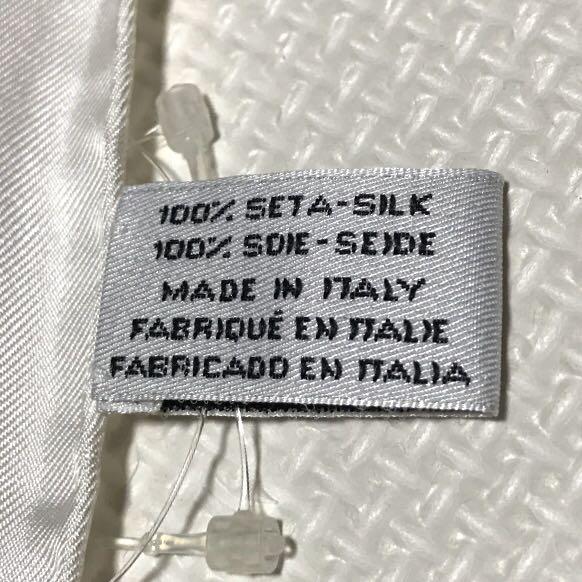 100% SETA-SILK
100% SOIE-SEIDE
MADE IN ITALY
FABRIQUÉ EN ITALIE
FABRICADO EN ITALIA